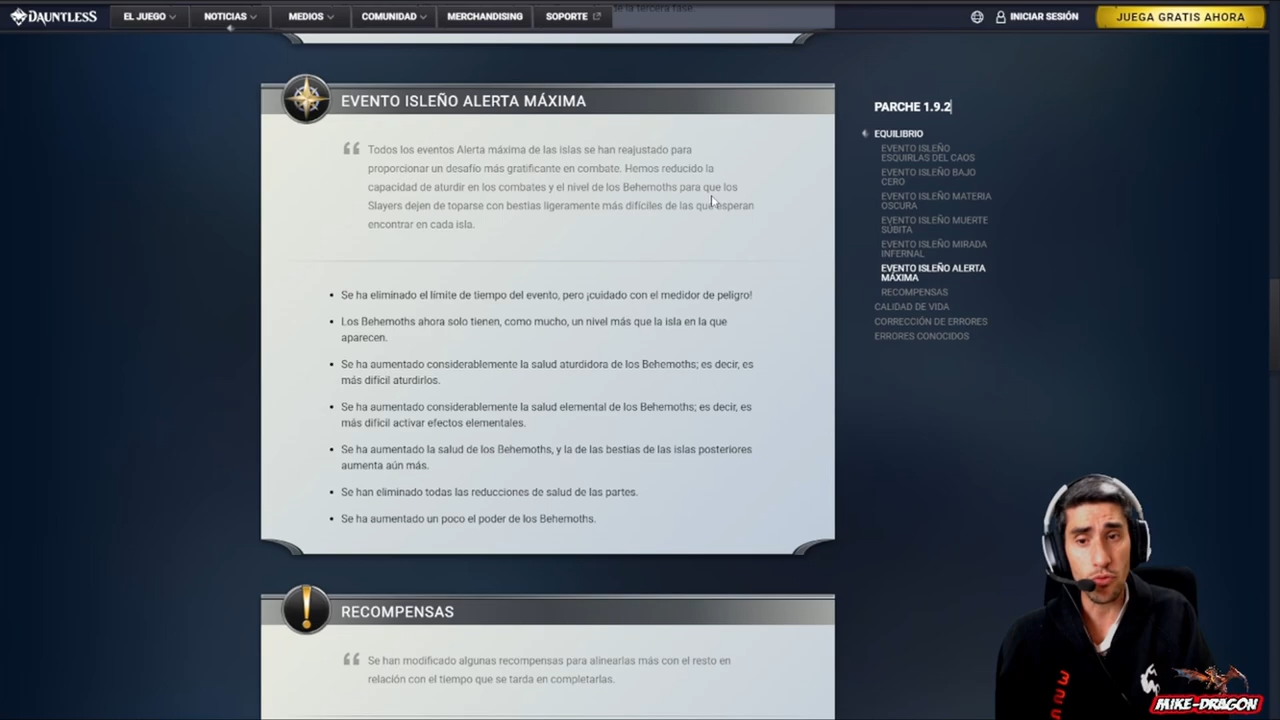 DAUNTLESS
EL JUEGO
NOTICIAS
MEDIOS
COMUNIDAD
MERCHANDISING
SOPORTE
INICIAR SESIÓN
JUEGA GRATIS AHORA
de la tercera fase.
EVENTO ISLEÑO ALERTA MÁXIMA
Todos los eventos Alerta máxima de las islas se han reajustado para
proporcionar un desafío más gratificante en combate. Hemos reducido la
capacidad de aturdir en los combates y el nivel de los Behemoths para que los
Slayers dejen de toparse con bestias ligeramente más difíciles de las que esperan
encontrar en cada isla.
• Se ha eliminado el límite de tiempo del evento, pero ¡cuidado con el medidor de peligro!
• Los Behemoths ahora solo tienen, como mucho, un nivel más que la isla en la que
aparecen.
• Se ha aumentado considerablemente la salud aturdidora de los Behemoths; es decir, es
más difícil aturdirlos.
• Se ha aumentado considerablemente la salud elemental de los Behemoths; es decir, es
más difícil activar efectos elementales.
• Se ha aumentado la salud de los Behemoths, y la de las bestias de las islas posteriores
aumenta aún más.
• Se han eliminado todas las reducciones de salud de las partes.
• Se ha aumentado un poco el poder de los Behemoths.
RECOMPENSAS
Se han modificado algunas recompensas para alinearlas más con el resto en
relación con el tiempo que se tarda en completarlas.
PARCHE 1.9.2
EQUILIBRIO
EVENTO ISLEÑO
ESQUIRLAS DEL CAOS
EVENTO ISLEÑO BAJO
CERO
EVENTO ISLEÑO MATERIA
OSCURA
EVENTO ISLEÑO MUERTE
SÚBITA
EVENTO ISLEÑO MIRADA
INFERNAL
EVENTO ISLEÑO ALERTA
MÁXIMA
RECOMPENSAS
CALIDAD DE VIDA
CORRECCIÓN DE ERRORES
ERRORES CONOCIDOS
MIKE-DRAGON